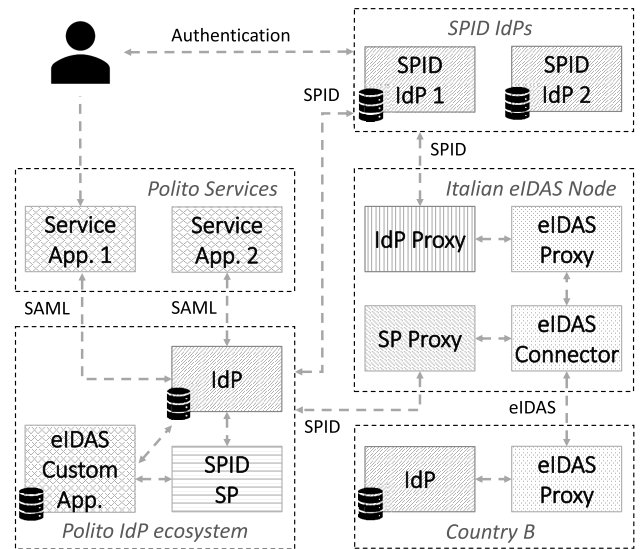 Authentication
SPID IdPs
SPID
IdP 1
SPID
IdP 2
SPID
SPID
Polito Services
Service
App. 1
Service
App. 2
Italian eIDAS Node
IdP Proxy
eIDAS
Proxy
SP Proxy
eIDAS
Connector
SAML
SAML
IdP
eIDAS
Custom
App.
SPID
SP
Polito IdP ecosystem
SPID
eIDAS
IdP
eIDAS
Proxy
Country B